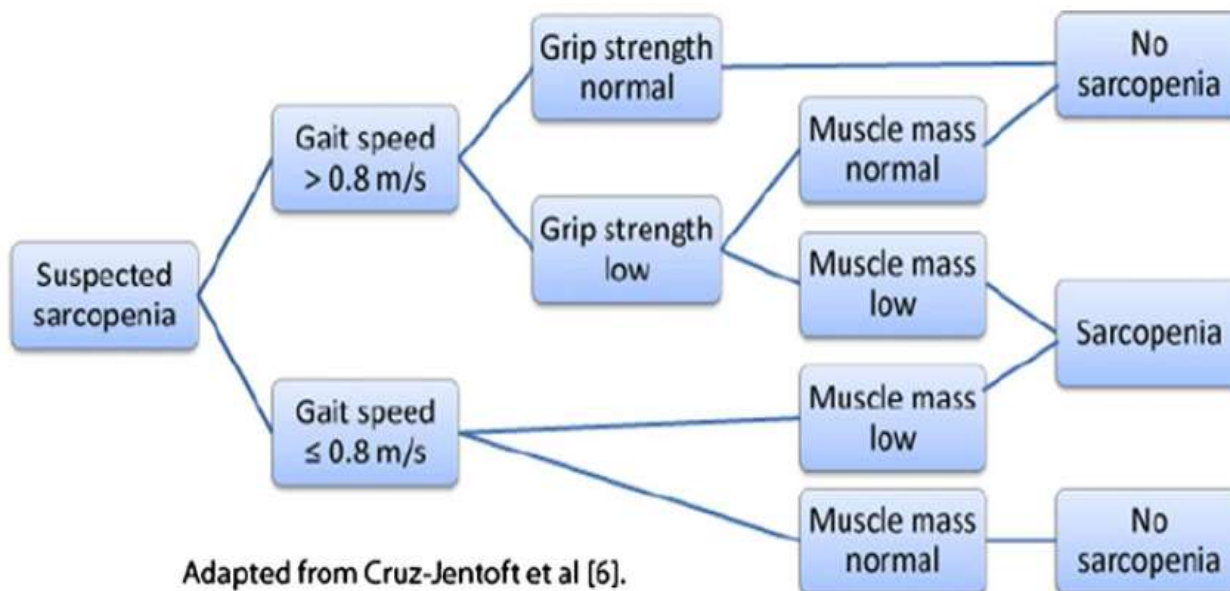 Suspected
sarcopenia
Gait speed
> 0.8 m/s
Gait speed
≤ 0.8 m/s
Grip strength
normal
Grip strength
low
Muscle mass
normal
Muscle mass
low
Muscle mass
low
Muscle mass
normal
No
sarcopenia
Sarcopenia
No
sarcopenia
Adapted from Cruz-Jentoft et al [6].